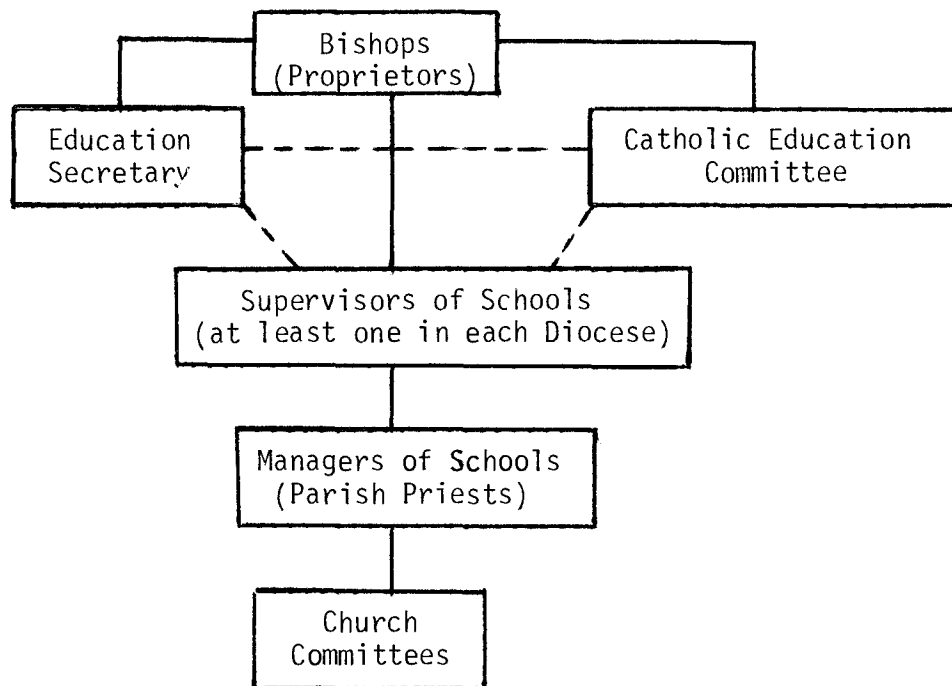 Bishops
(Proprietors)
Education
Secretary
Catholic Education
Committee
Supervisors of Schools
(at least one in each Diocese)
Managers of Schools
(Parish Priests)
Church
Committees